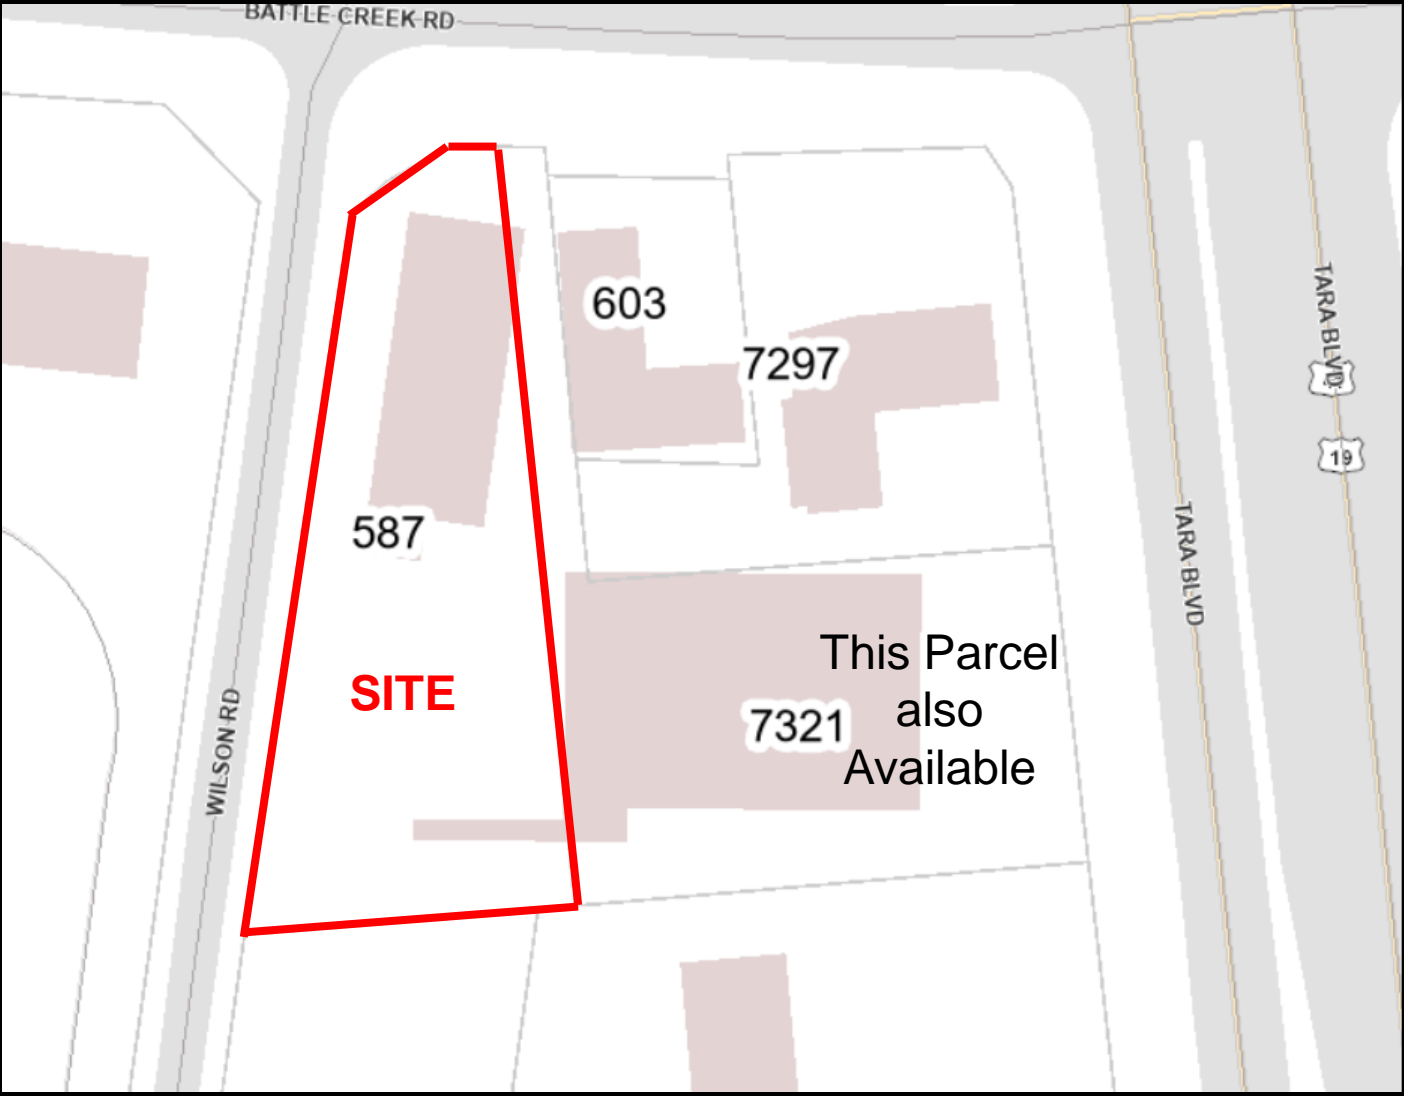 BATTLE CREEK RD
603
TARA BLVD
7297
19
587
TARA BLVD
This Parcel
also
Available
SITE
7321
WILSON RD